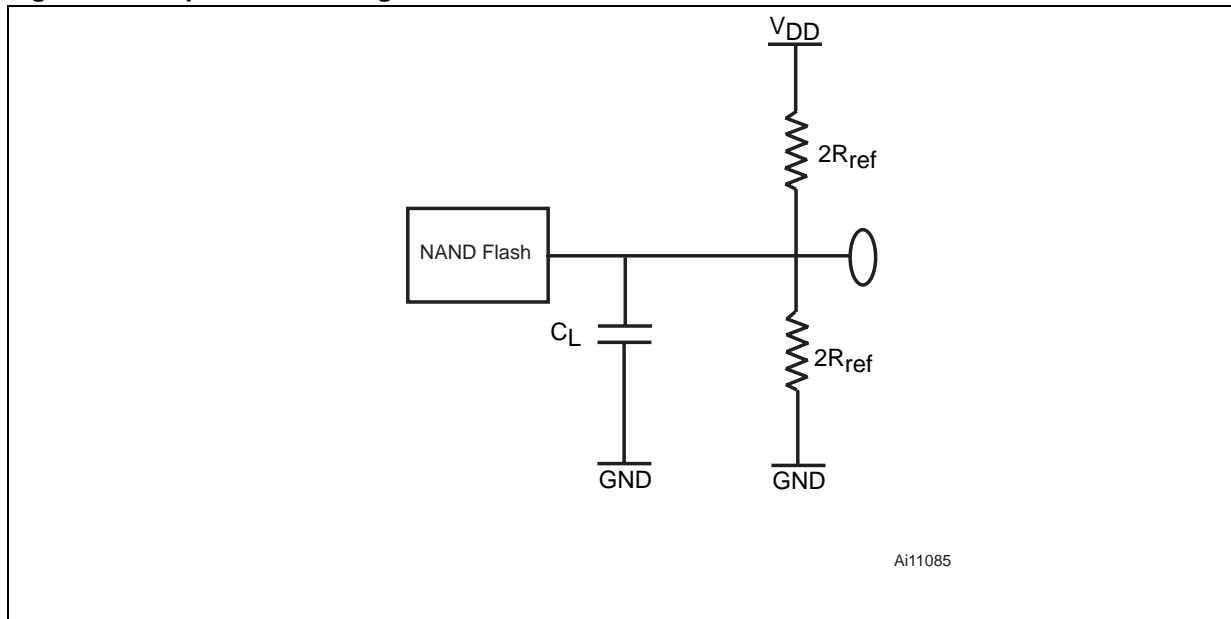 VDD
2Rref
NAND Flash
CL
2Rref
GND
GND
Ai11085